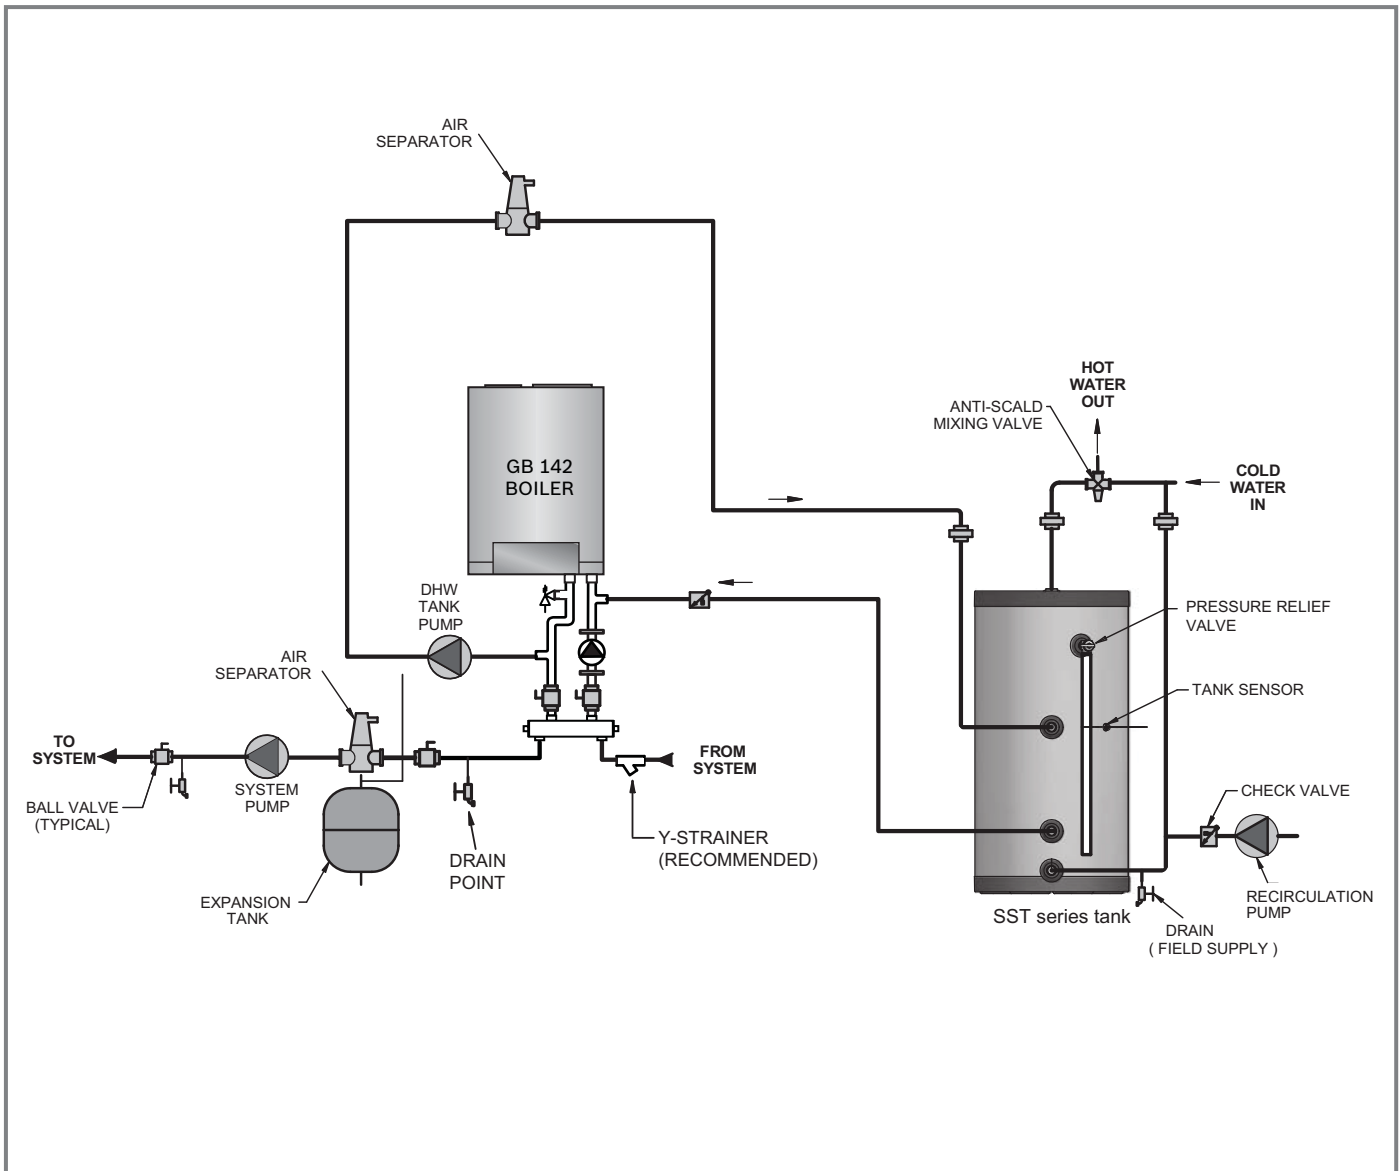 AIR
SEPARATOR
HOT
WATER
OUT
ANTI-SCALD
MIXING VALVE
GB 142
BOILER
COLD
WATER
IN
DHW
TANK
PUMP
PRESSURE RELIEF
VALVE
AIR
SEPARATOR
TANK SENSOR
TO
SYSTEM
FROM
SYSTEM
SYSTEM
PUMP
CHECK VALVE
BALL VALVE
(TYPICAL)
Y-STRAINER
(RECOMMENDED)
DRAIN
POINT
EXPANSION
TANK
RECIRCULATION
PUMP
SST series tank
DRAIN
( FIELD SUPPLY )